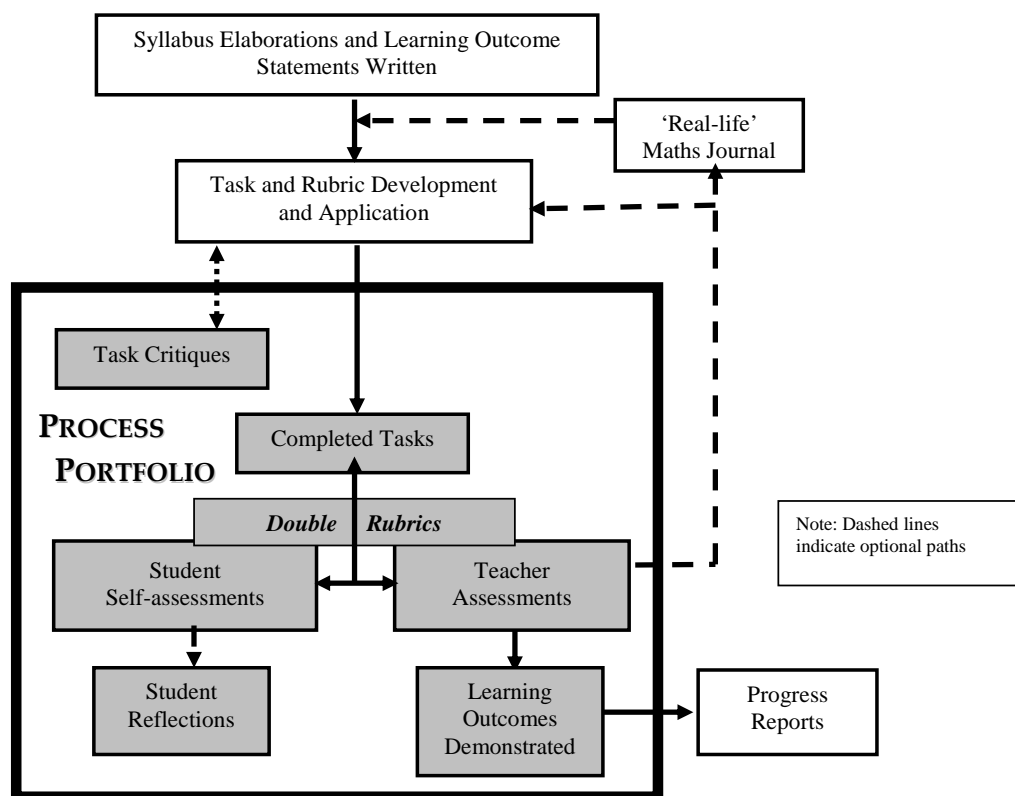 Syllabus Elaborations and Learning Outcome
Statements Written
‘Real-life’
Maths Journal
Task and Rubric Development
and Application
Task Critiques
PROCESS
PORTFOLIO
Completed Tasks
Double Rubrics
Student
Self-assessments
Teacher
Assessments
Note: Dashed lines
indicate optional paths
Student
Reflections
Learning
Outcomes
Demonstrated
Progress
Reports